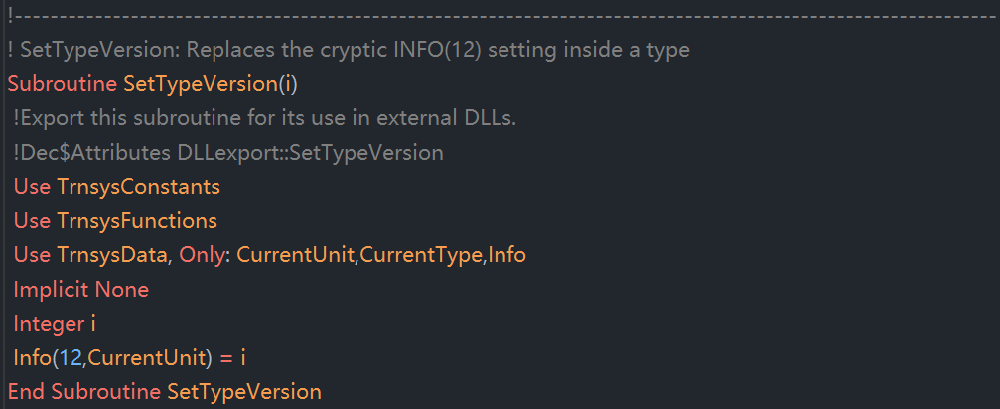 !----------------------------------------------------------------------------------------------------
! SetTypeVersion: Replaces the cryptic INFO(12) setting inside a type
Subroutine SetTypeVersion(i)
!Export this subroutine for its use in external DLLs.
!Dec$Attributes DLLexport::SetTypeVersion
Use TrnsysConstants
Use TrnsysFunctions
Use TrnsysData, Only: CurrentUnit,CurrentType,Info
Implicit None
Integer i
Info(12,CurrentUnit) = i
End Subroutine SetTypeVersion